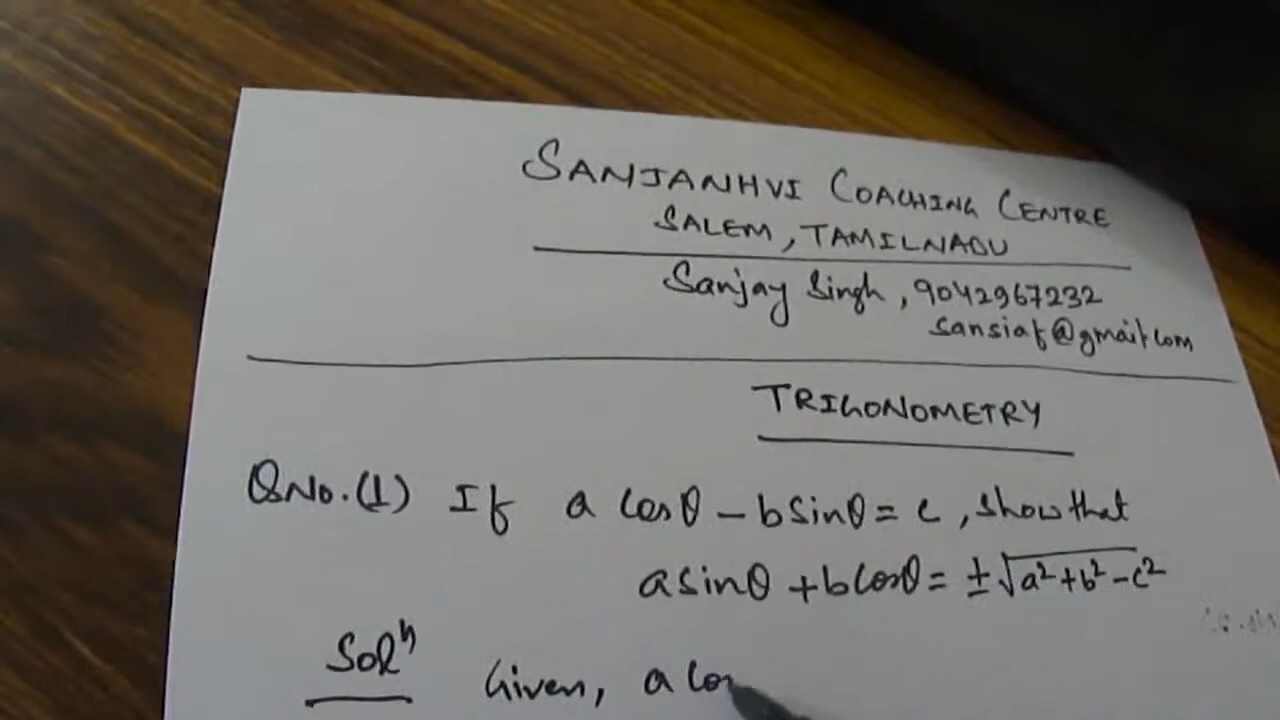 SANJANHVI COACHING CENTRE
SALEM, TAMILNADU
Sanjay Singh, 9042967232
sansiaf@gmail.com
TRIGONOMETRY
QNo.(1) If a cosθ - b sinθ = c, show that
a sinθ + b cosθ = ±√a²+b²-c²
Solⁿ Given, a cos